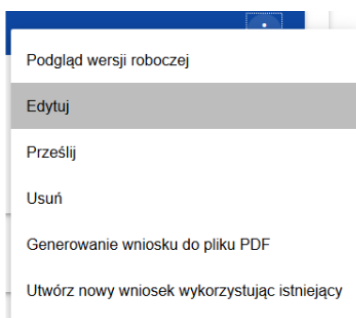 Podgląd wersji roboczej
Edytuj
Prześlij
Usuń
Generowanie wniosku do pliku PDF
Utwórz nowy wniosek wykorzystując istniejący